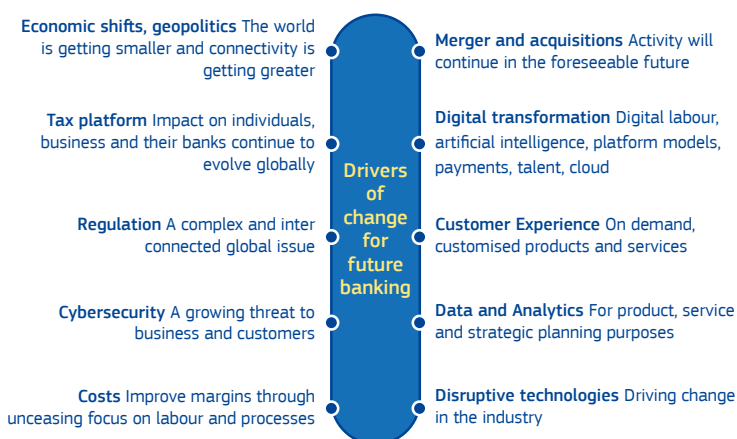 Economic shifts, geopolitics The world
is getting smaller and connectivity is
getting greater
Tax platform Impact on individuals,
business and their banks continue to
evolve globally
Regulation A complex and inter
connected global issue
Cybersecurity A growing threat to
business and customers
Costs Improve margins through
unceasing focus on labour and processes
Drivers
of
change
for
future
banking
Merger and acquisitions Activity will
continue in the foreseeable future
Digital transformation Digital labour,
artificial intelligence, platform models,
payments, talent, cloud
Customer Experience On demand,
customised products and services
Data and Analytics For product, service
and strategic planning purposes
Disruptive technologies Driving change
in the industry